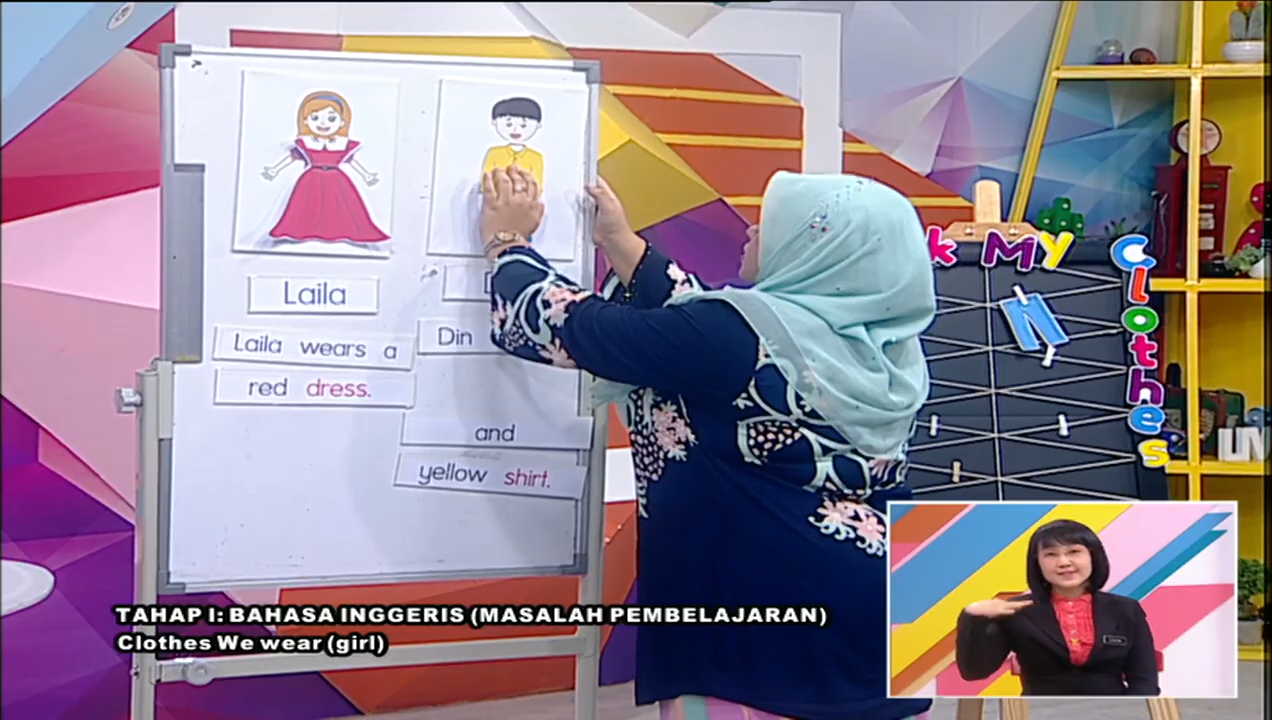 Laila
Laila wears a
red dress.
Din
and
yellow shirt.
My
Clothes
TAHAP I: BAHASA INGGERIS (MASALAH PEMBELAJARAN)
Clothes We wear (girl)